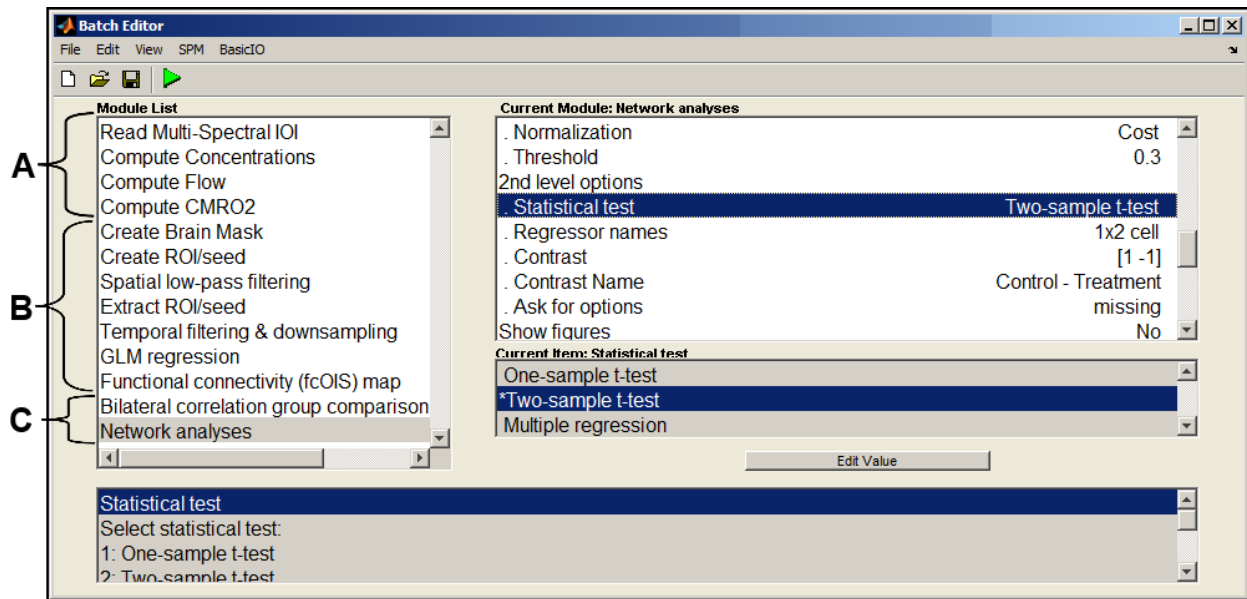 Batch Editor
File Edit View SPM BasicIO
Module List
Read Multi-Spectral IOI
Compute Concentrations
Compute Flow
Compute CMRO2
Create Brain Mask
Create ROI/seed
Spatial low-pass filtering
Extract ROI/seed
Temporal filtering & downsampling
GLM regression
Functional connectivity (fcOIS) map
Bilateral correlation group comparison
Network analyses
A
B
C
Current Module: Network analyses
. Normalization Cost
. Threshold 0.3
2nd level options
. Statistical test Two-sample t-test
. Regressor names 1x2 cell
. Contrast [1 -1]
. Contrast Name Control - Treatment
. Ask for options missing
Show figures No
Current Item: Statistical test
One-sample t-test
*Two-sample t-test
Multiple regression
Edit Value
Statistical test
Select statistical test:
1: One-sample t-test
2: Two-sample t-test